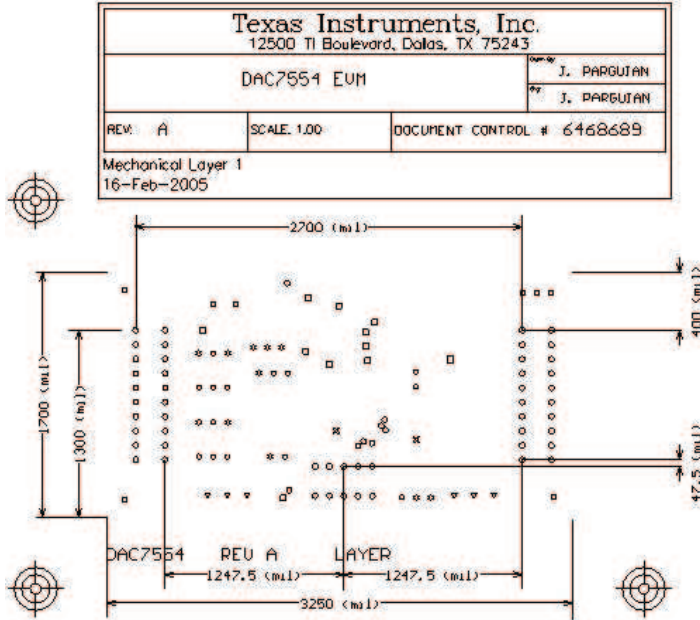 Texas Instruments, Inc.
12500 TI Boulevard, Dallas, TX 75243
DAC7554 EVM
J. PARGUIAN
J. PARGUIAN
REV: A
SCALE: 1.00
DOCUMENT CONTROL # 6468689
Mechanical Layer 1
16-Feb-2005
2700 (mil)
400 (mil)
1700 (mil)
1300 (mil)
47.5 (mil)
DAC7554 REV A LAYER
1247.5 (mil)
1247.5 (mil)
3250 (mil)